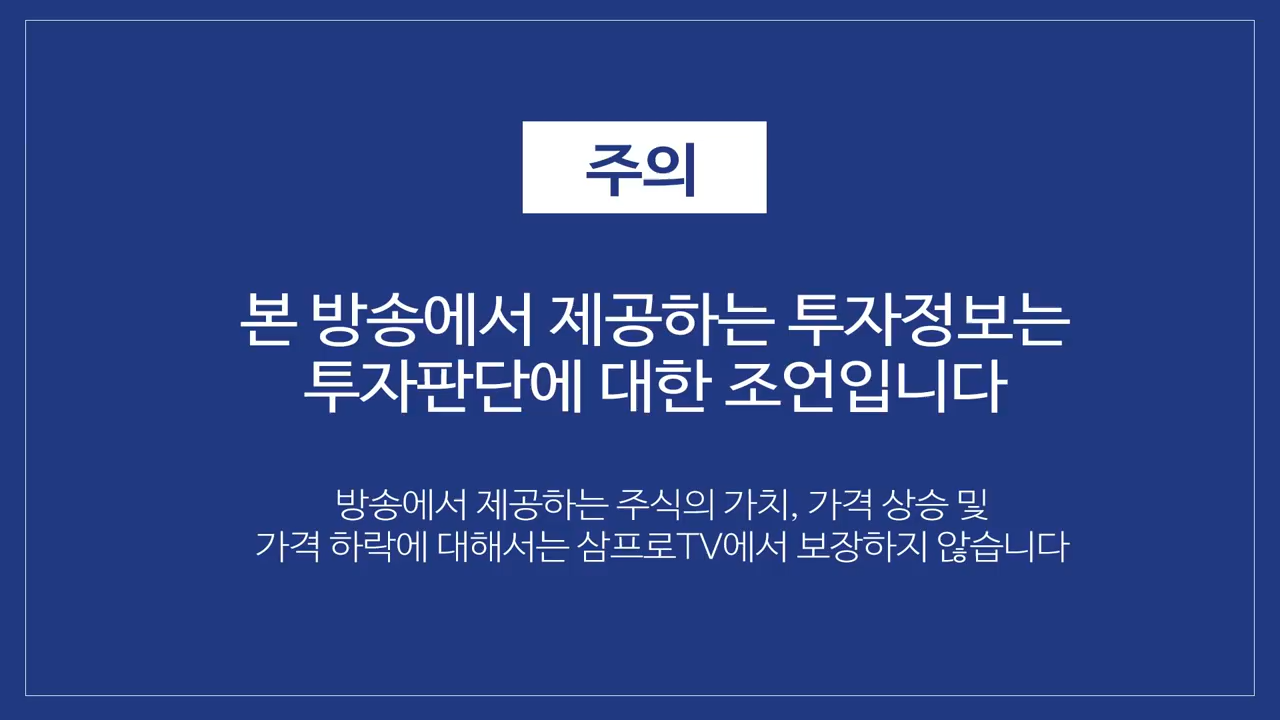 주의
본 방송에서 제공하는 투자정보는
투자판단에 대한 조언입니다
방송에서 제공하는 주식의 가치, 가격 상승 및
가격 하락에 대해서는 삼프로TV에서 보장하지 않습니다